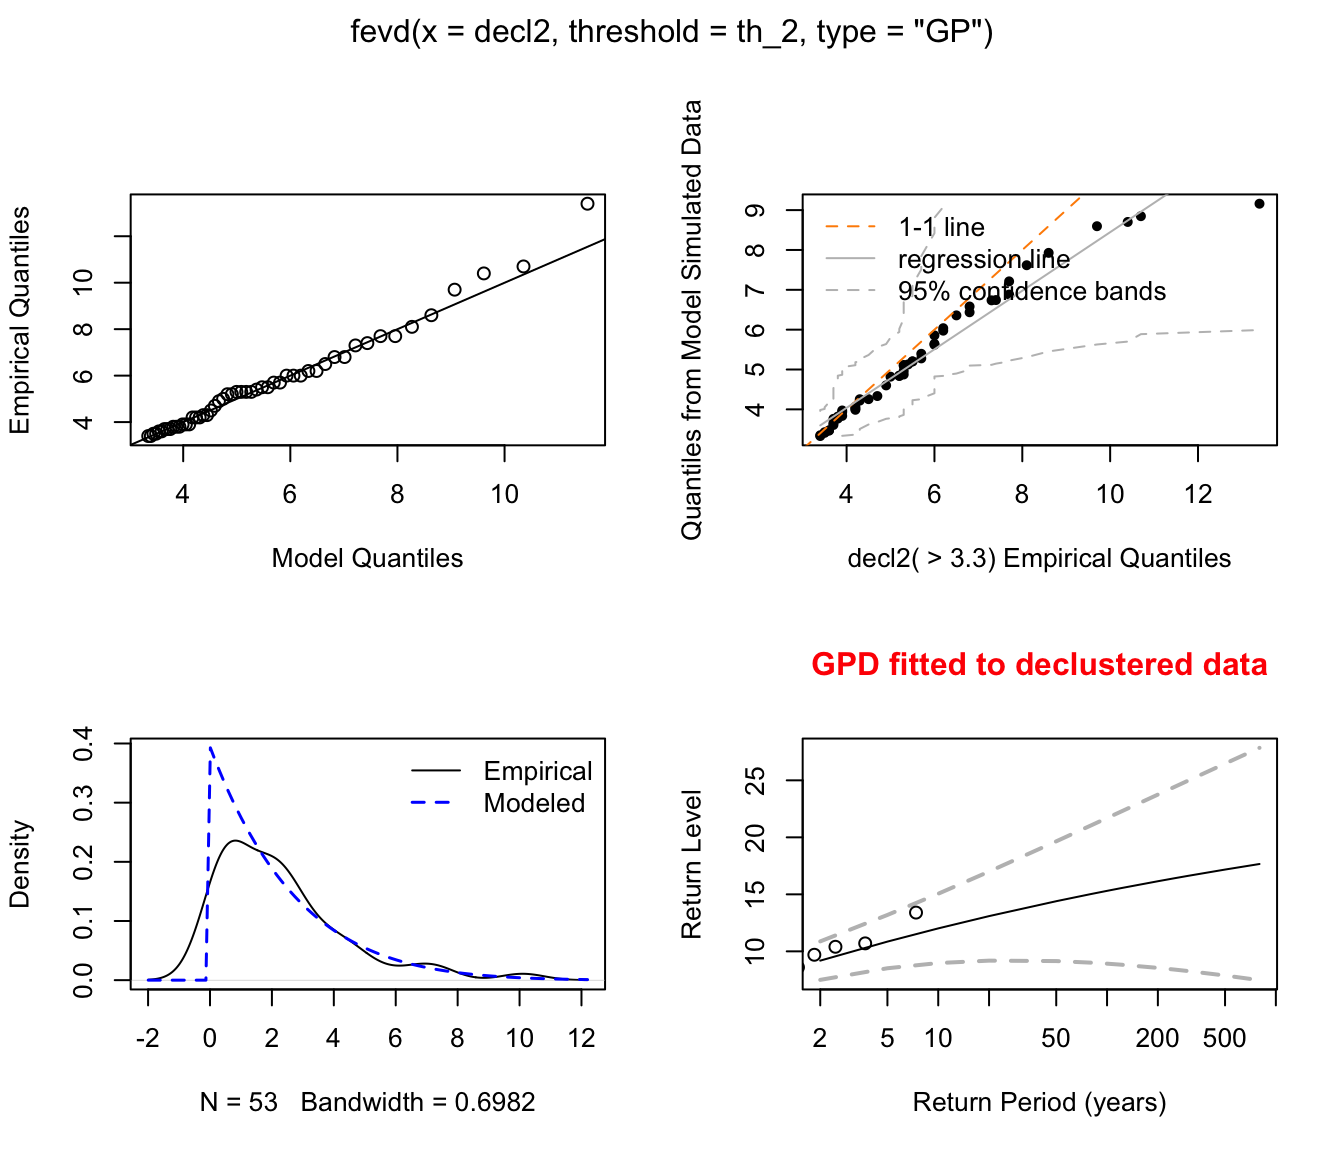 fevd(x = decl2, threshold = th_2, type = "GP")
Empirical Quantiles
10
8
6
4
4 6 8 10
Model Quantiles
Quantiles from Model Simulated Data
9
8
7
6
5
4
1-1 line
regression line
95% confidence bands
4 6 8 10 12
decl2( > 3.3) Empirical Quantiles
Density
0.4
0.3
0.2
0.1
0.0
Empirical
Modeled
-2 0 2 4 6 8 10 12
N = 53 Bandwidth = 0.6982
GPD fitted to declustered data
Return Level
25
20
15
10
2 5 10 50 200 500
Return Period (years)